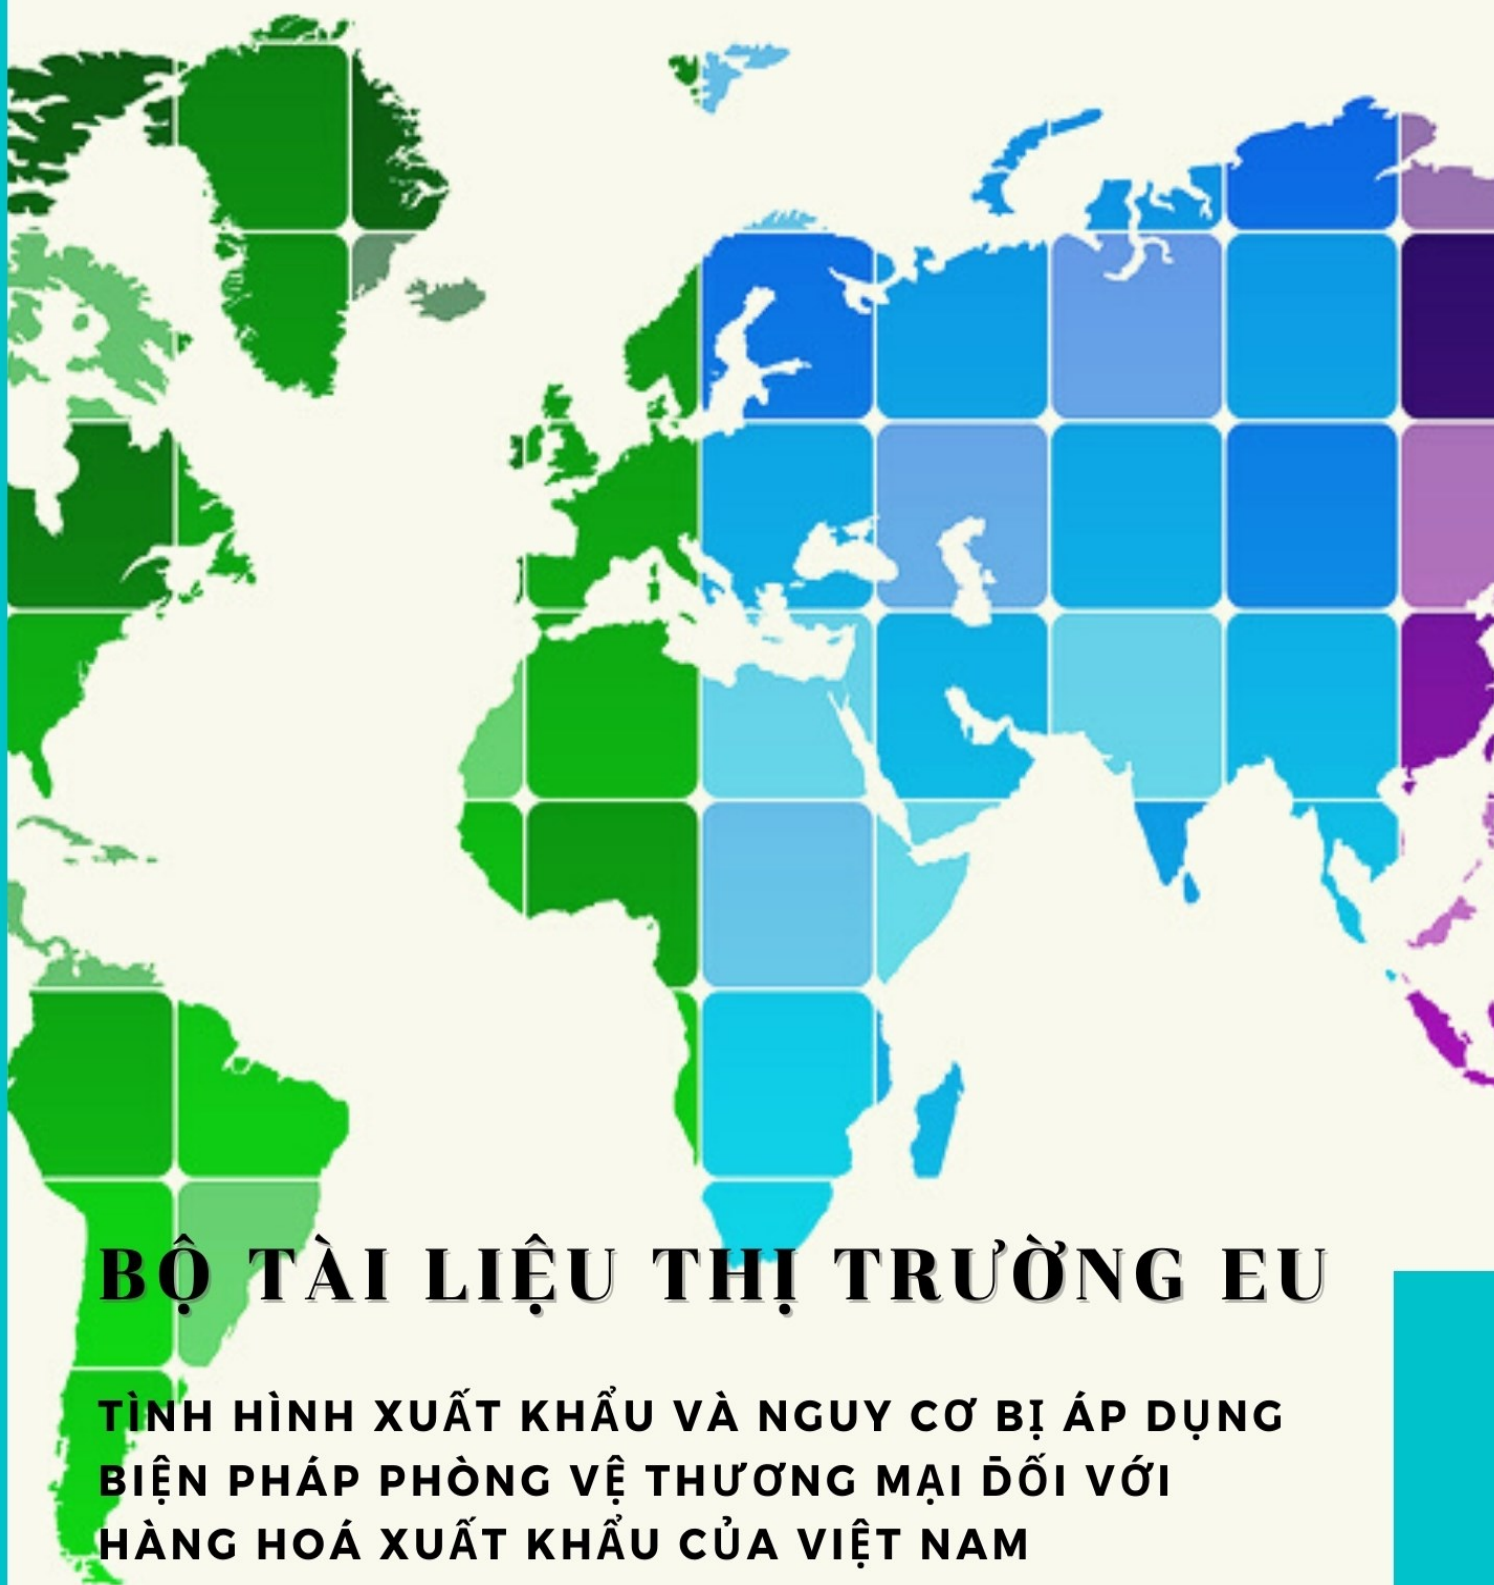 BỘ TÀI LIỆU THỊ TRƯỜNG EU
TÌNH HÌNH XUẤT KHẨU VÀ NGUY CƠ BỊ ÁP DỤNG
BIỆN PHÁP PHÒNG VỆ THƯƠNG MẠI ĐỐI VỚI
HÀNG HOÁ XUẤT KHẨU CỦA VIỆT NAM